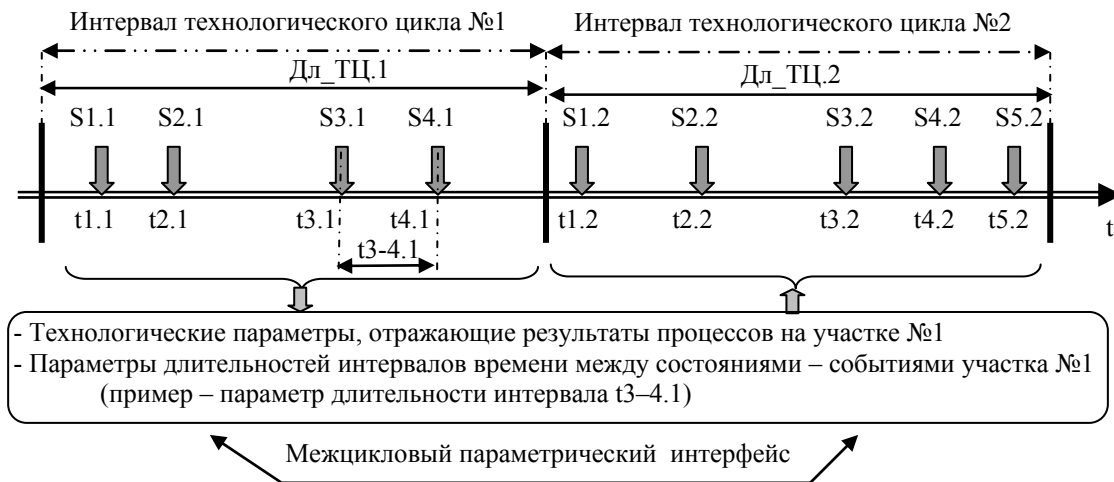 Интервал технологического цикла №1 Интервал технологического цикла №2
Дл_ТЦ.1 Дл_ТЦ.2
S1.1 S2.1 S3.1 S4.1 S1.2 S2.2 S3.2 S4.2 S5.2
t1.1 t2.1 t3.1 t4.1 t1.2 t2.2 t3.2 t4.2 t5.2 t
t3-4.1
- Технологические параметры, отражающие результаты процессов на участке №1
- Параметры длительностей интервалов времени между состояниями – событиями участка №1
(пример – параметр длительности интервала t3–4.1)
Межцикловый параметрический интерфейс